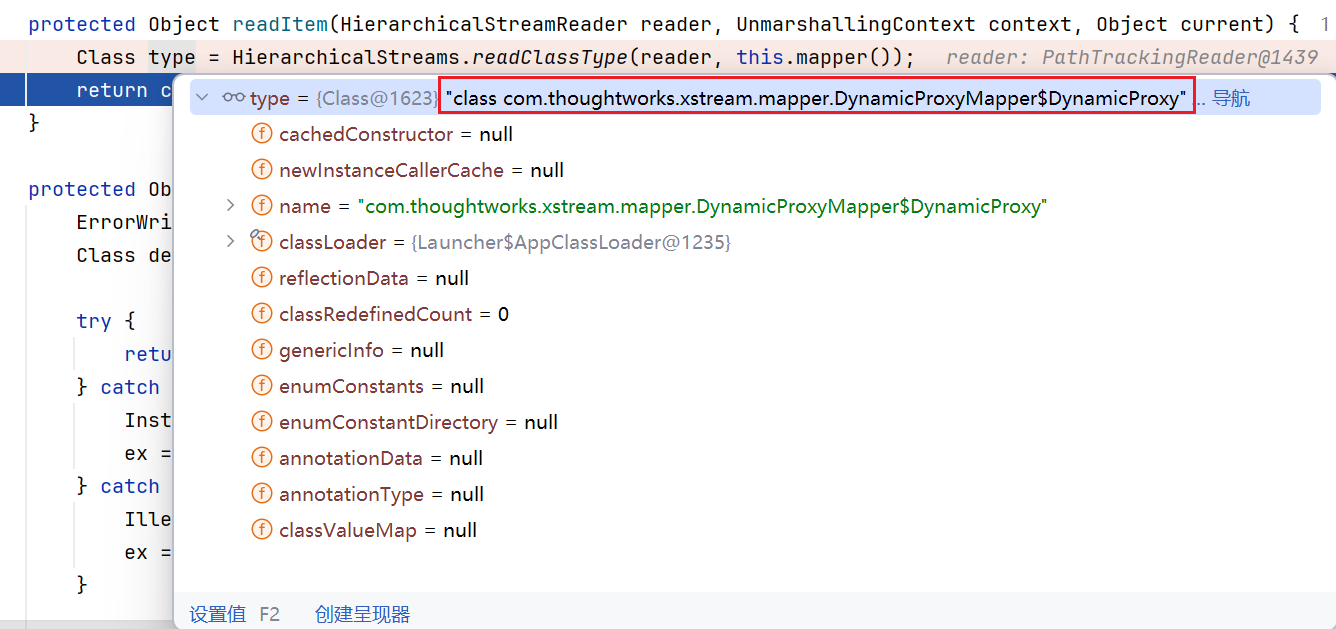 protected Object readItem(HierarchicalStreamReader reader, UnmarshallingContext context, Object current) { 1
Class type = HierarchicalStreams.readClassType(reader, this.mapper()); reader: PathTrackingReader@1439
return c
type = {Class@1623} "class com.thoughtworks.xstream.mapper.DynamicProxyMapper$DynamicProxy" ... 导航
}
cachedConstructor = null
newInstanceCallerCache = null
protected Ob
name = "com.thoughtworks.xstream.mapper.DynamicProxyMapper$DynamicProxy"
ErrorWri
classLoader = {Launcher$AppClassLoader@1235}
Class de
reflectionData = null
classRedefinedCount = 0
try {
genericInfo = null
retu
enumConstants = null
} catch
enumConstantDirectory = null
Inst
annotationData = null
ex =
annotationType = null
} catch
classValueMap = null
Ille
ex =
}
设置值 F2 创建呈现器